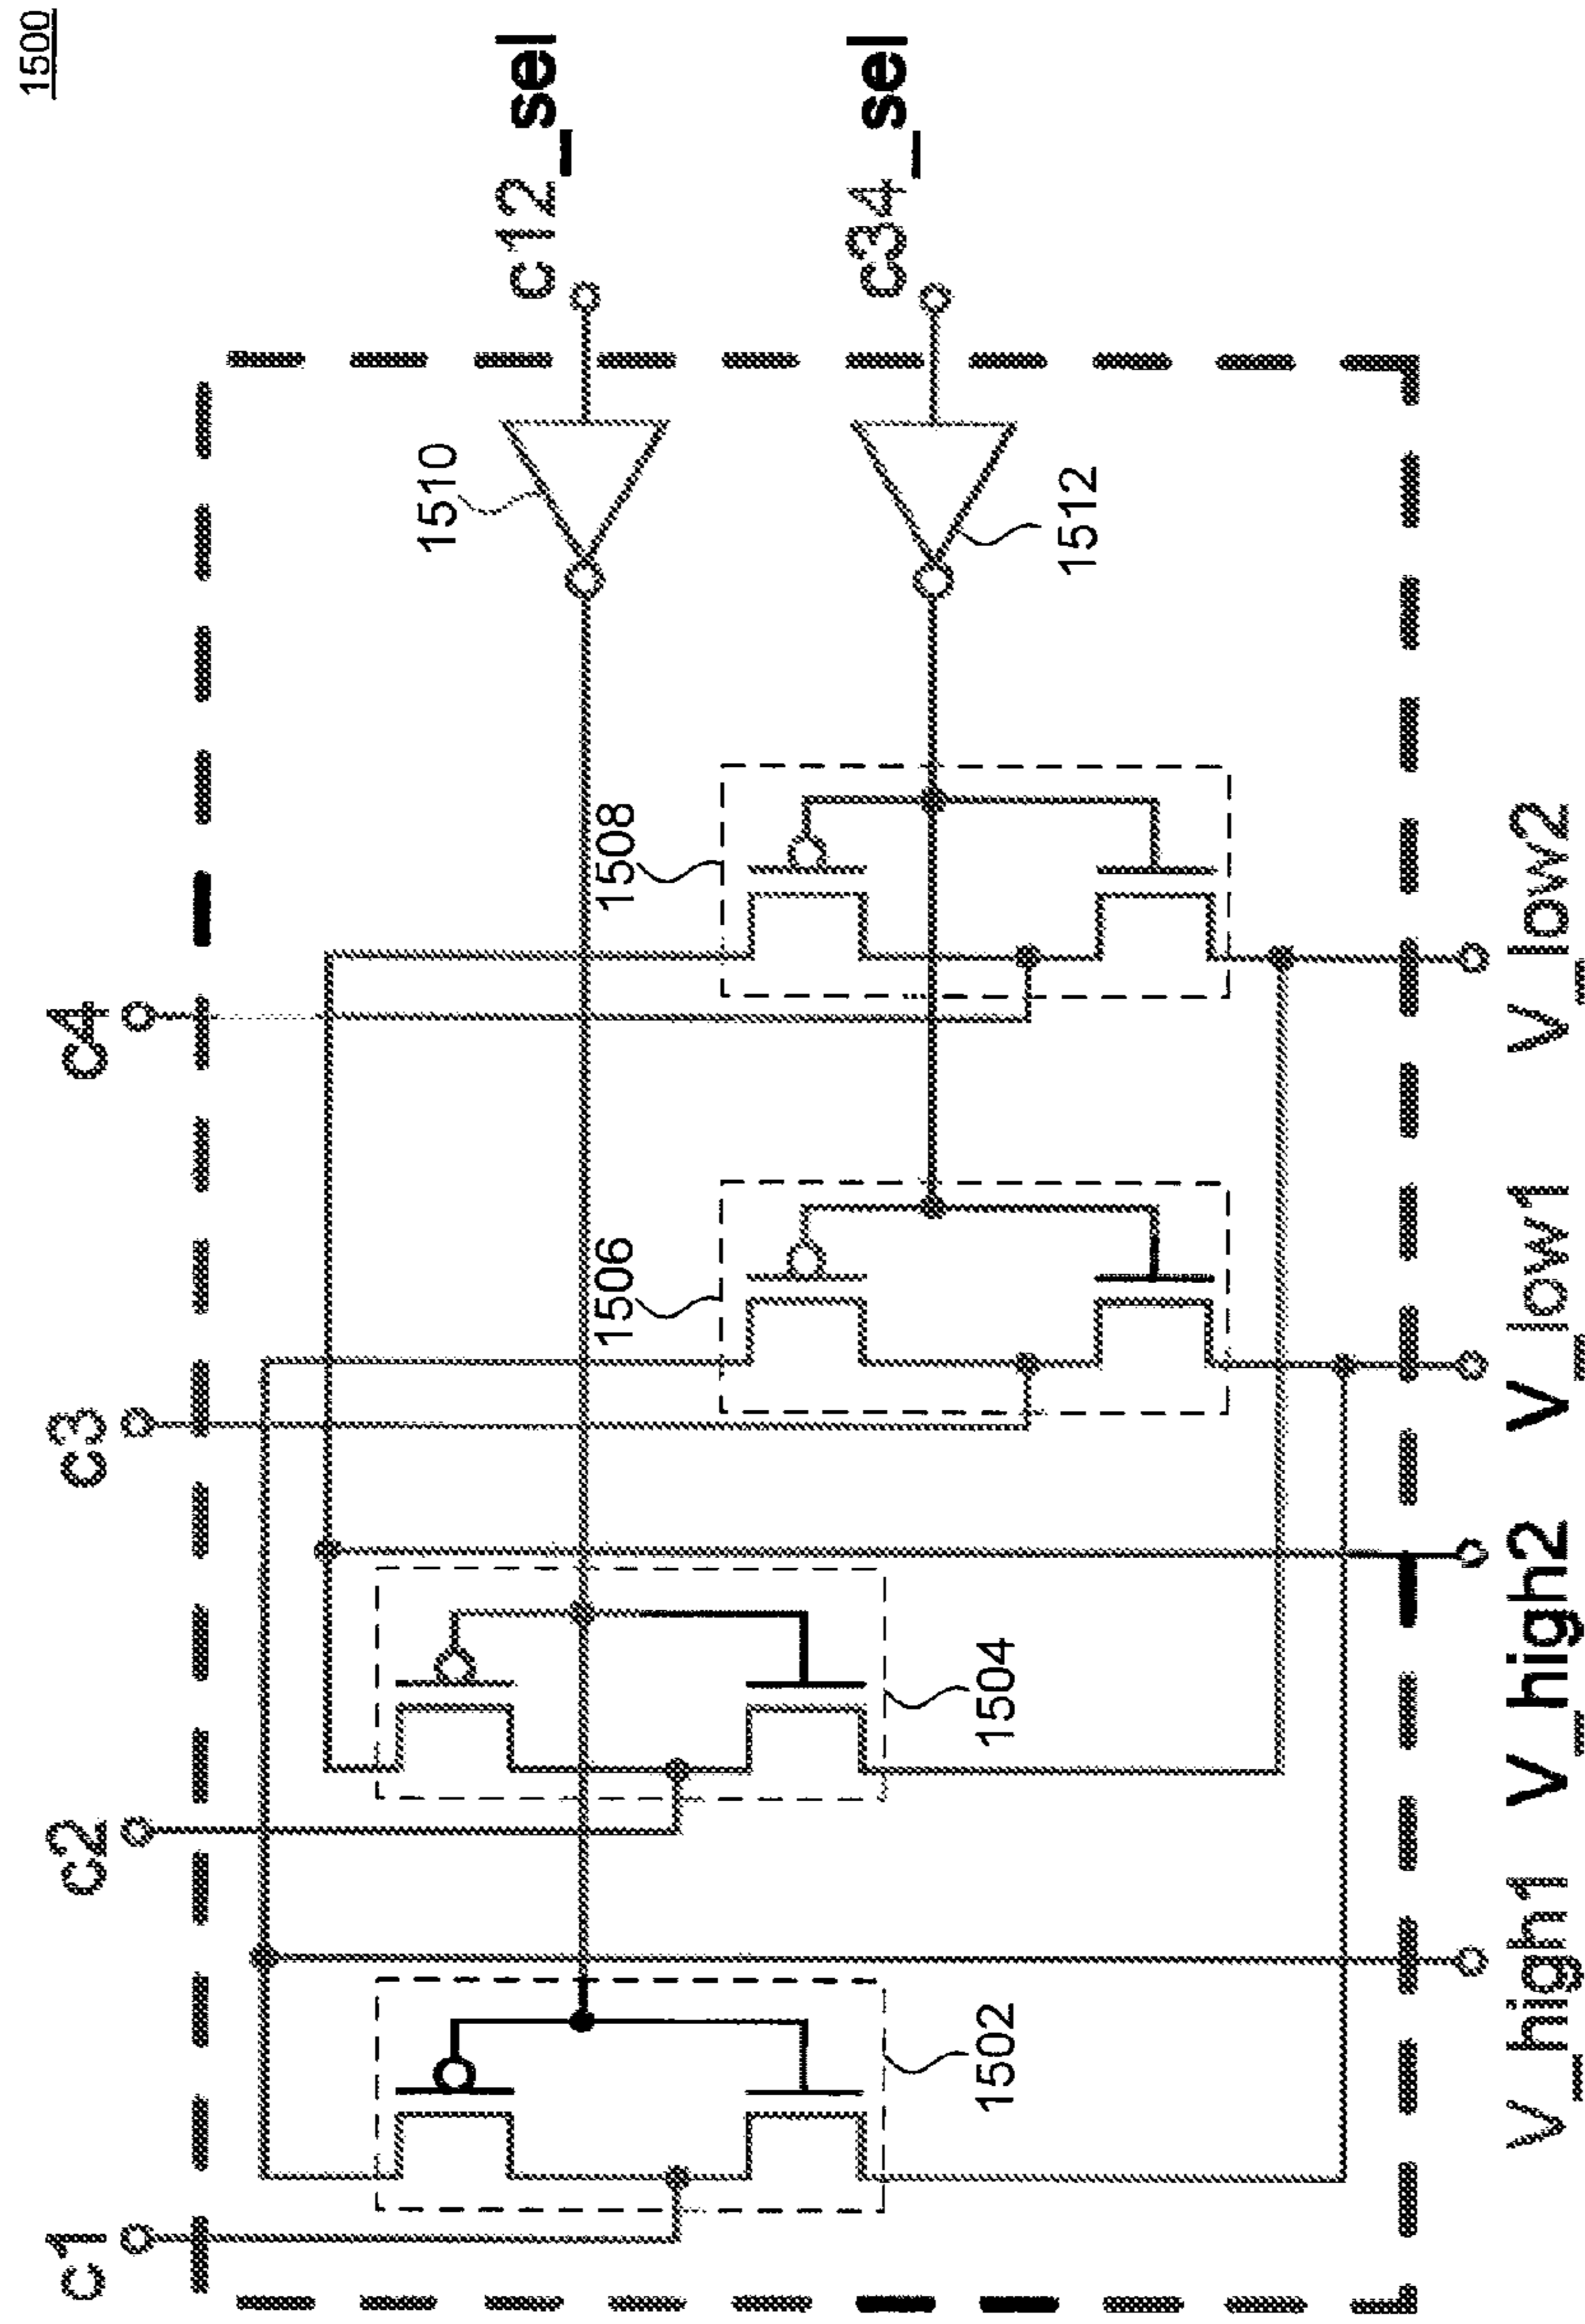 1500
c12_sel
c34_sel
1510
1512
1508
1506
1504
1502
c4
c3
c2
c1
V_low2
V_low1
V_high2
V_high1